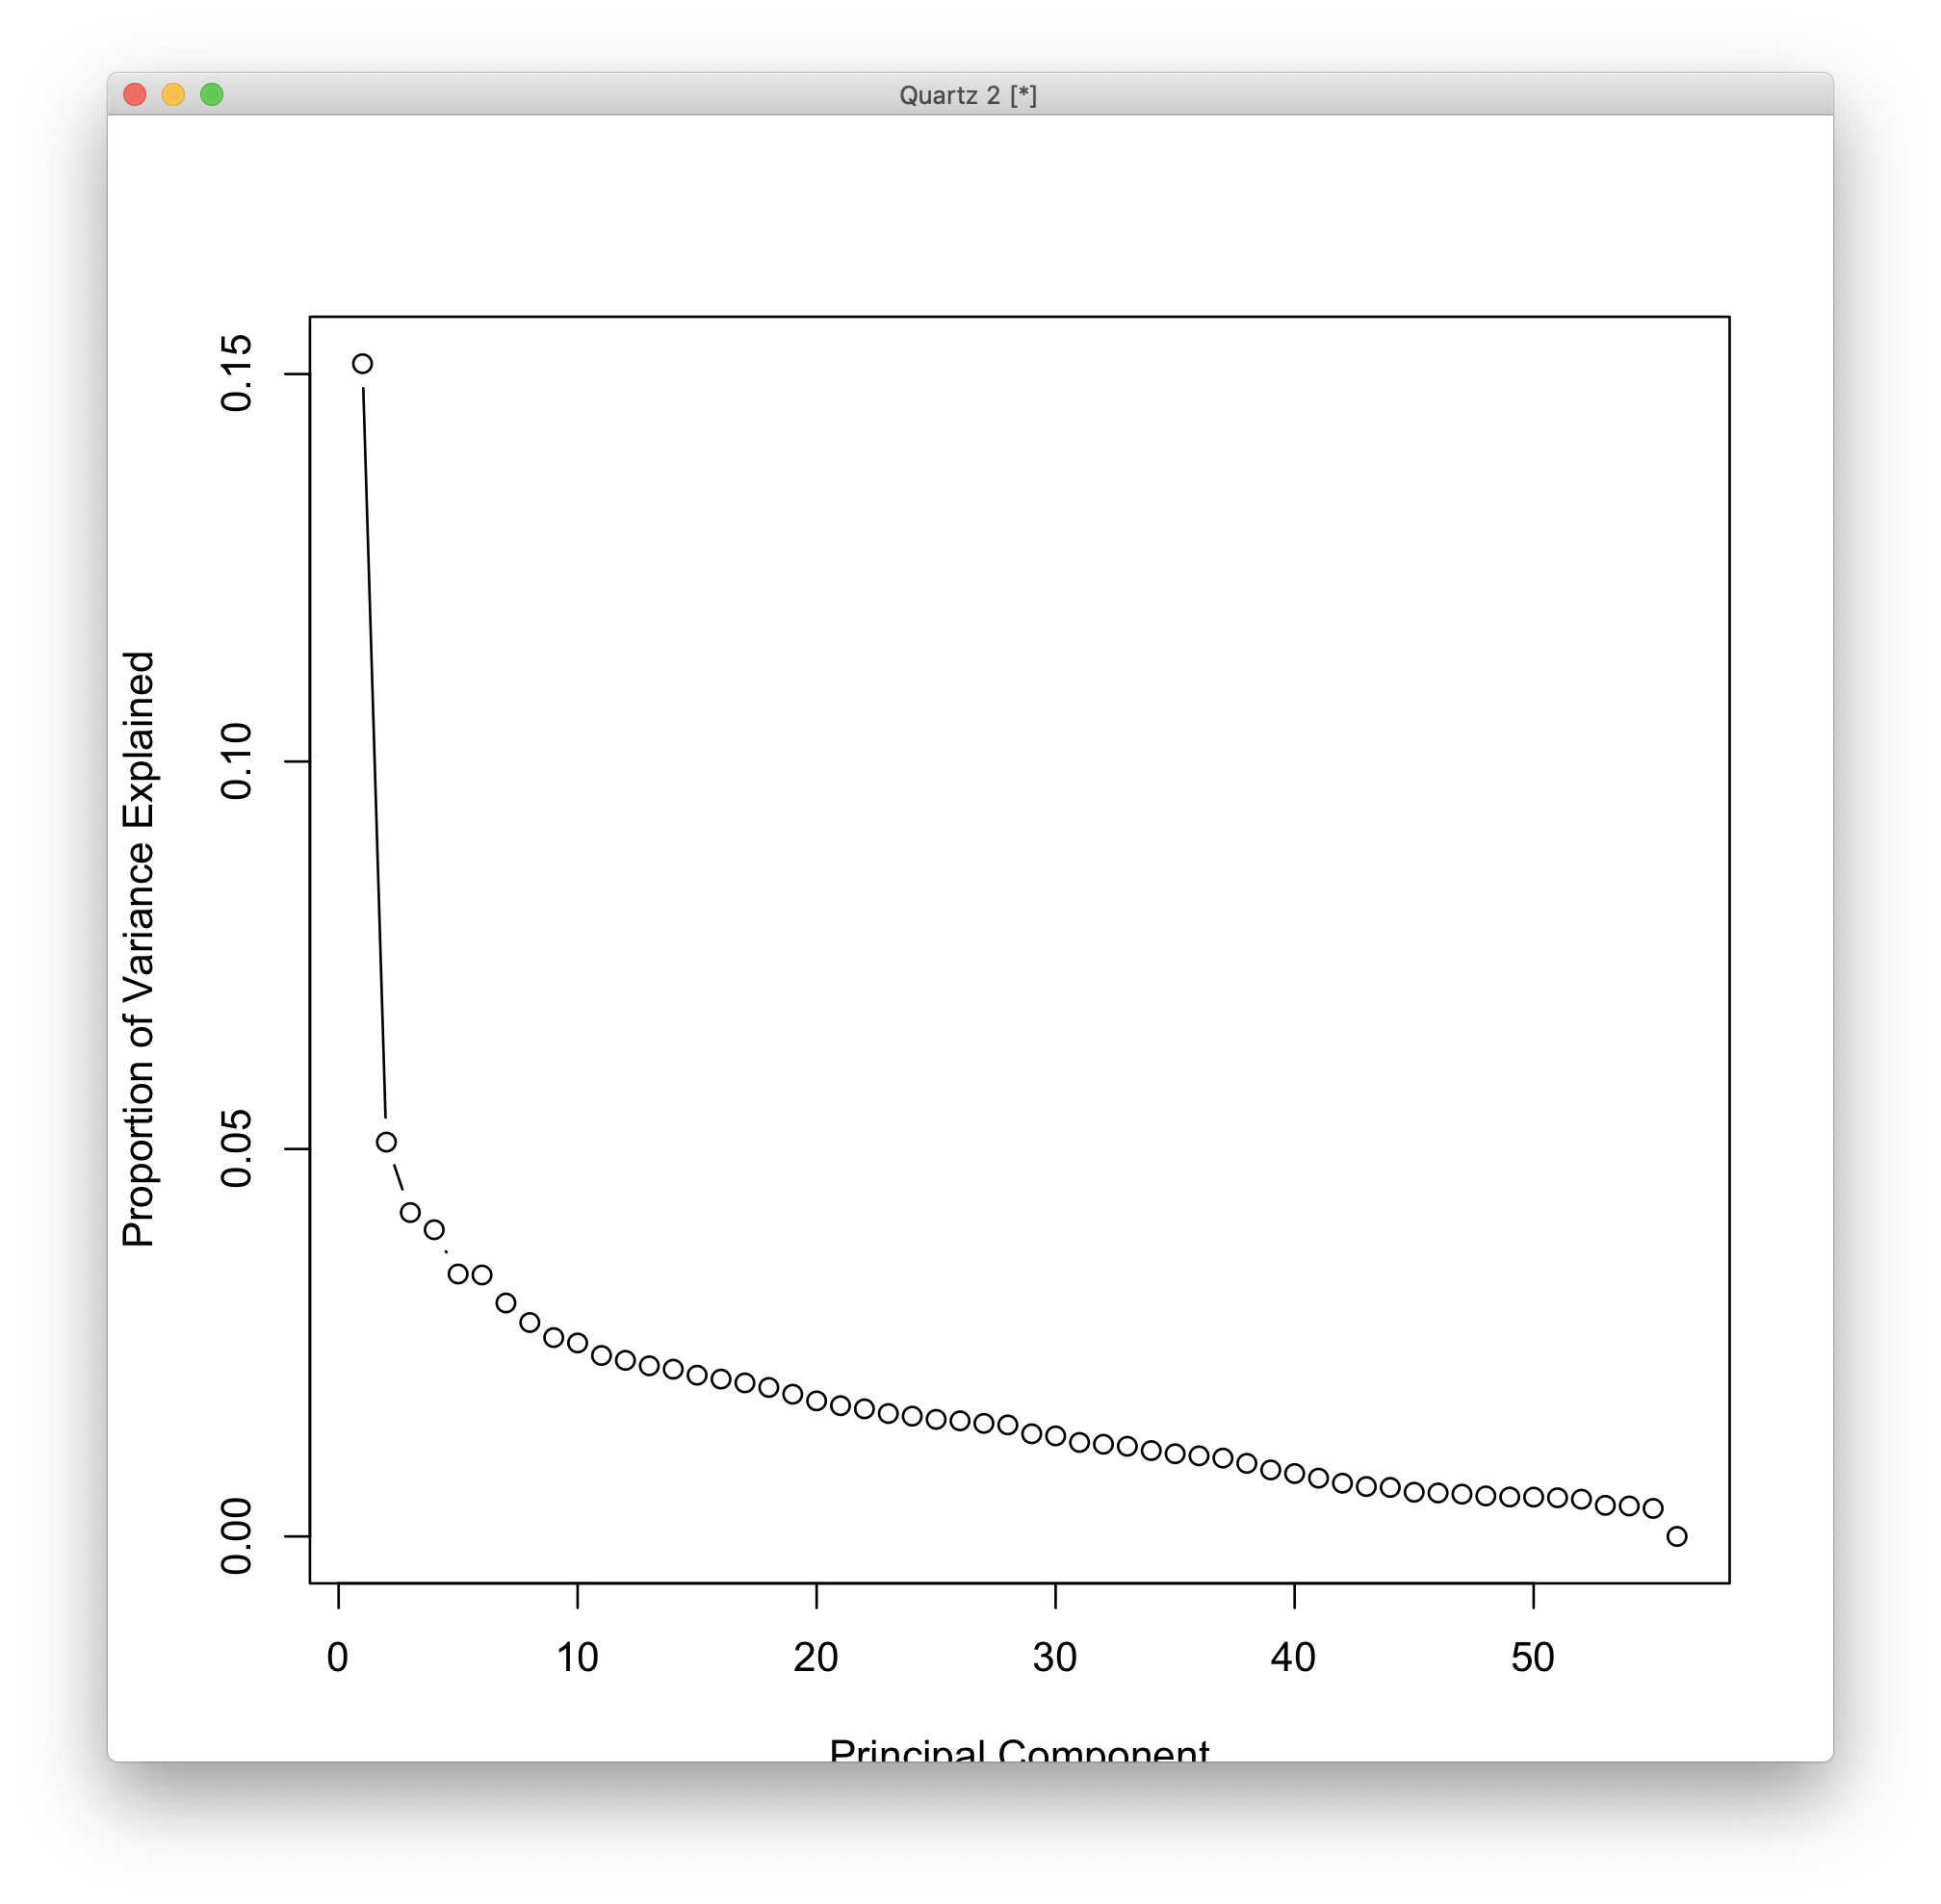 Quartz 2 [*]
Proportion of Variance Explained
0.15
0.10
0.05
0.00
0 10 20 30 40 50
Principal Component